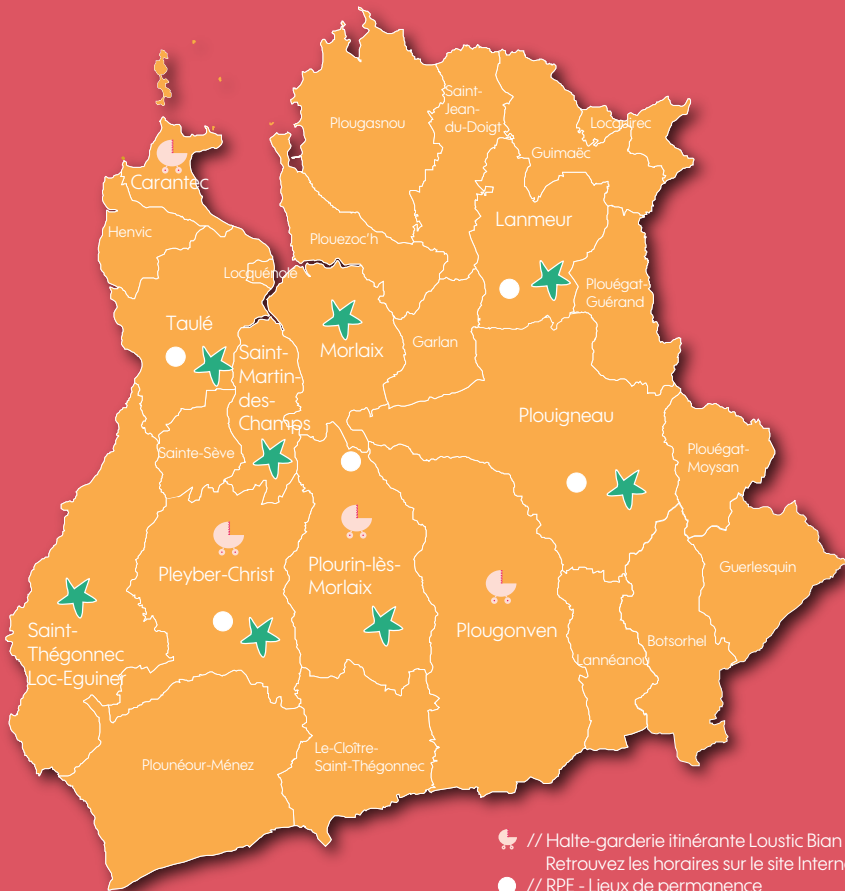 Saint-
Jean-
du-Doigt
Plougasnou
Locquirec
Guimaëc
Carantec
Lanmeur
Henvic
Plouezoc'h
Locquénolé
Plouégat-
Guérand
Taulé
Garlan
Morlaix
Saint-
Martin-
des-
Champs
Plouigneau
Sainte-Sève
Plouégat-
Moysan
Pleyber-Christ
Plourin-lès-
Morlaix
Guerlesquin
Plougonven
Saint-
Thégonnec
Loc-Eguiner
Botsorhel
Lannéanou
Plounéour-Ménez
Le-Cloître-
Saint-Thégonnec
// Halte-garderie itinérante Loustic Bian
Retrouvez les horaires sur le site Intern
// RPE - Lieux de permanence